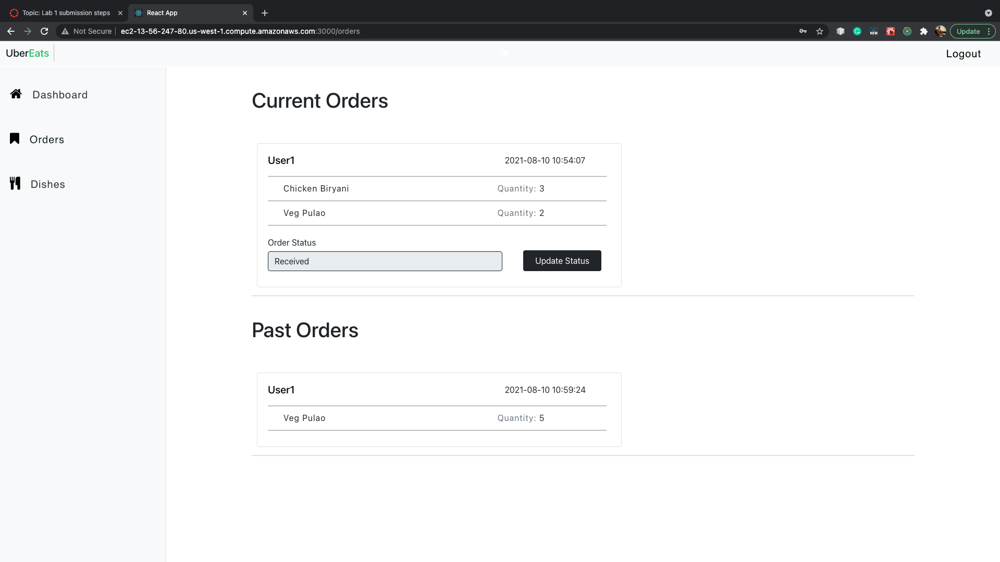 Topic: Lab 1 submission steps
React App
Not Secure
ec2-13-56-247-80.us-west-1.compute.amazonaws.com:3000/orders
NEW
Update
UberEats
Logout
Dashboard
Orders
Dishes
Current Orders
User1 2021-08-10 10:54:07
Chicken Biryani Quantity: 3
Veg Pulao Quantity: 2
Order Status
Received Update Status
Past Orders
User1 2021-08-10 10:59:24
Veg Pulao Quantity: 5